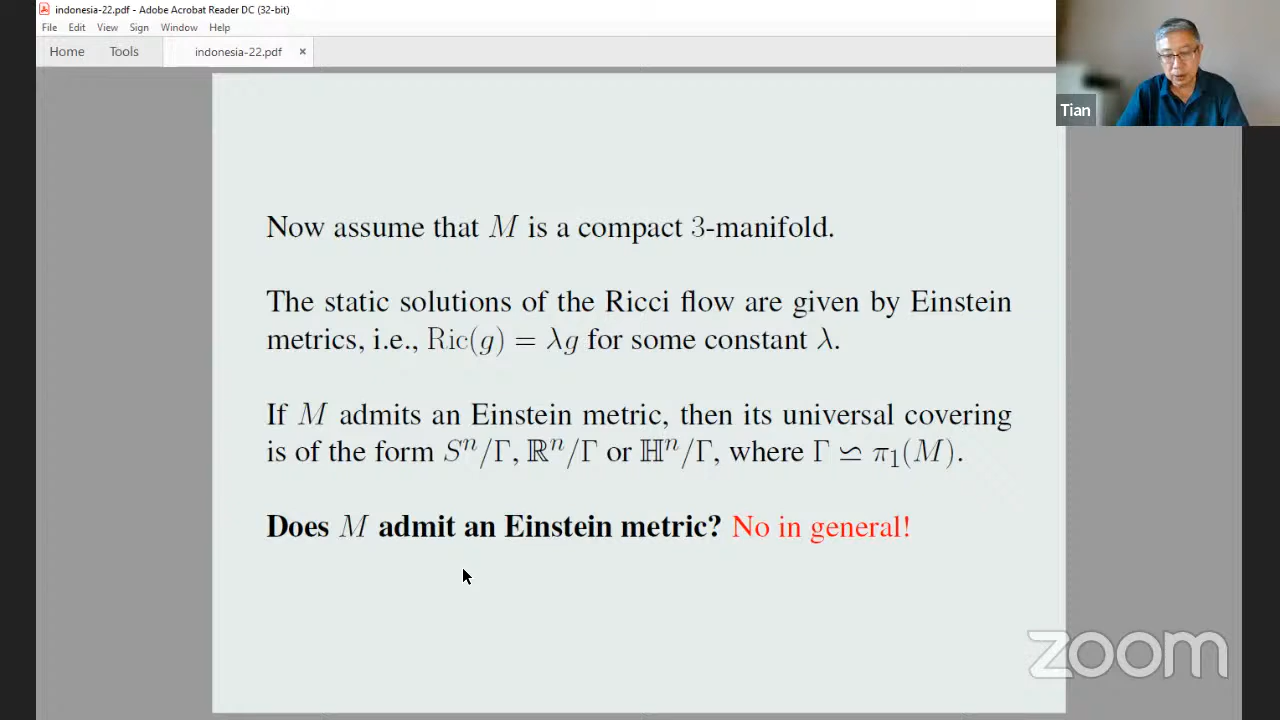 indonesia-22.pdf - Adobe Acrobat Reader DC (32-bit)
File Edit View Sign Window Help
Home Tools indonesia-22.pdf ×
Tian
Now assume that M is a compact 3-manifold.
The static solutions of the Ricci flow are given by Einstein
metrics, i.e., Ric(g) = λg for some constant λ.
If M admits an Einstein metric, then its universal covering
is of the form Sⁿ/Γ, ℝⁿ/Γ or ℍⁿ/Γ, where Γ ≃ π₁(M).
Does M admit an Einstein metric? No in general!
zoom